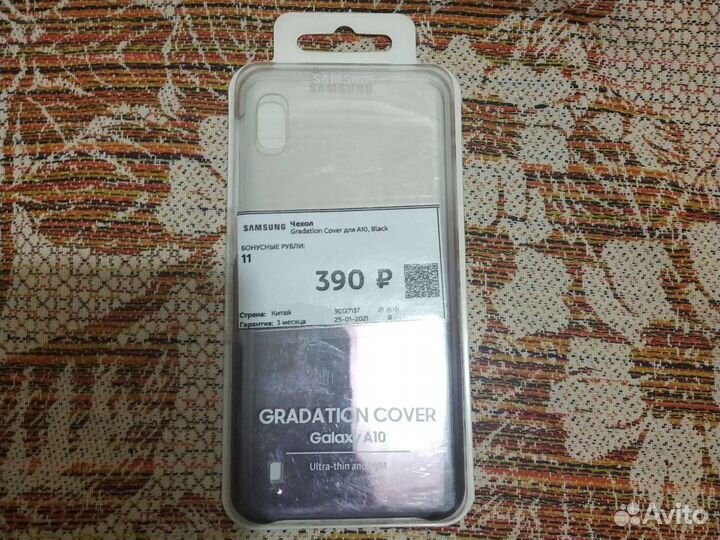 SAMSUNG
SAMSUNG
SAMSUNG Чехол
Gradation Cover для A10, Black
БОНУСНЫЕ РУБЛИ:
11
390 ₽
Страна: Китай 30127137
Гарантия: 3 месяца 25-01-2021 В
GRADATION COVER
Galaxy A10
Ultra-thin and light
Avito